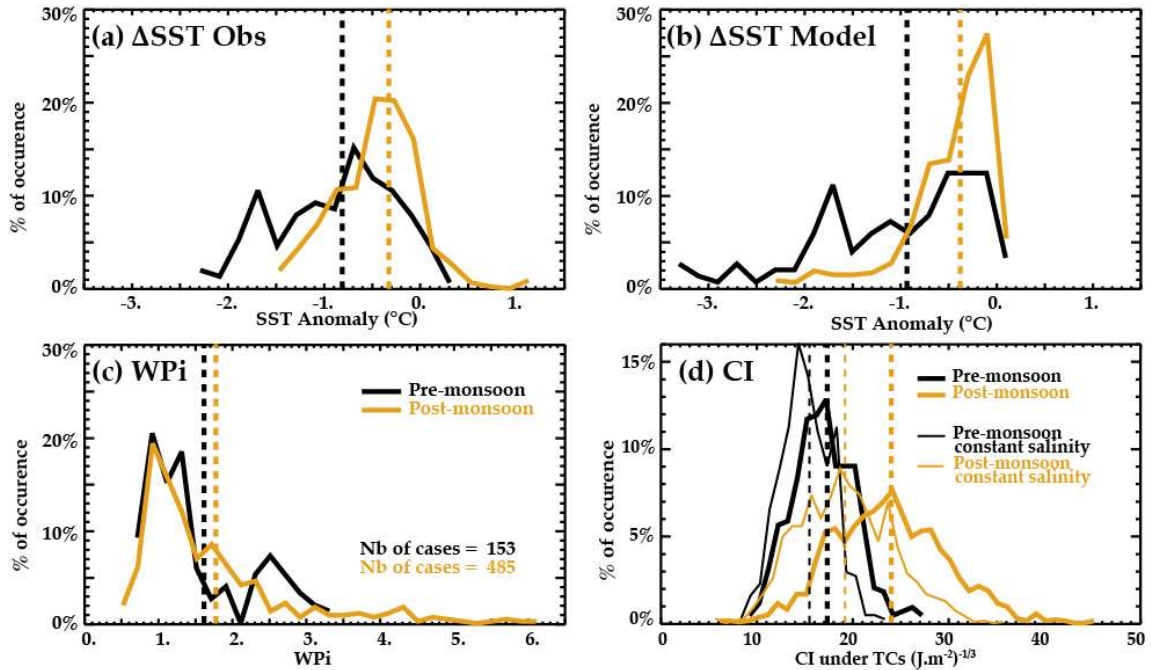 (a) ΔSST Obs
30%
20%
10%
0%
% of occurence
-3. -2. -1. 0. 1.
SST Anomaly (°C)
(b) ΔSST Model
30%
20%
10%
0%
% of occurence
-3. -2. -1. 0. 1.
SST Anomaly (°C)
(c) WPi
30%
20%
10%
0%
% of occurence
Pre-monsoon
Post-monsoon
Nb of cases = 153
Nb of cases = 485
0. 1. 2. 3. 4. 5. 6.
WPi
(d) CI
15%
10%
5%
0%
% of occurence
Pre-monsoon
Post-monsoon
Pre-monsoon
constant salinity
Post-monsoon
constant salinity
0 10 20 30 40 50
CI under TCs (J.m⁻²)⁻¹/³